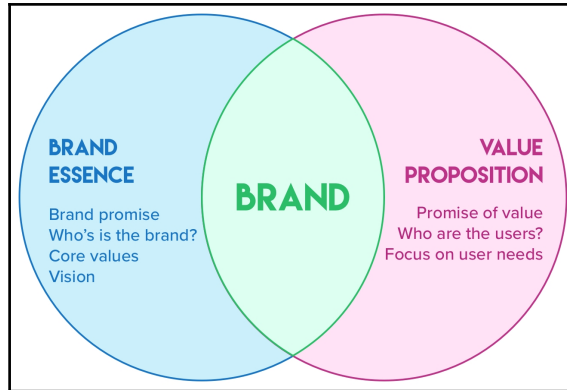 BRAND
ESSENCE
Brand promise
Who's is the brand?
Core values
Vision
BRAND
VALUE
PROPOSITION
Promise of value
Who are the users?
Focus on user needs